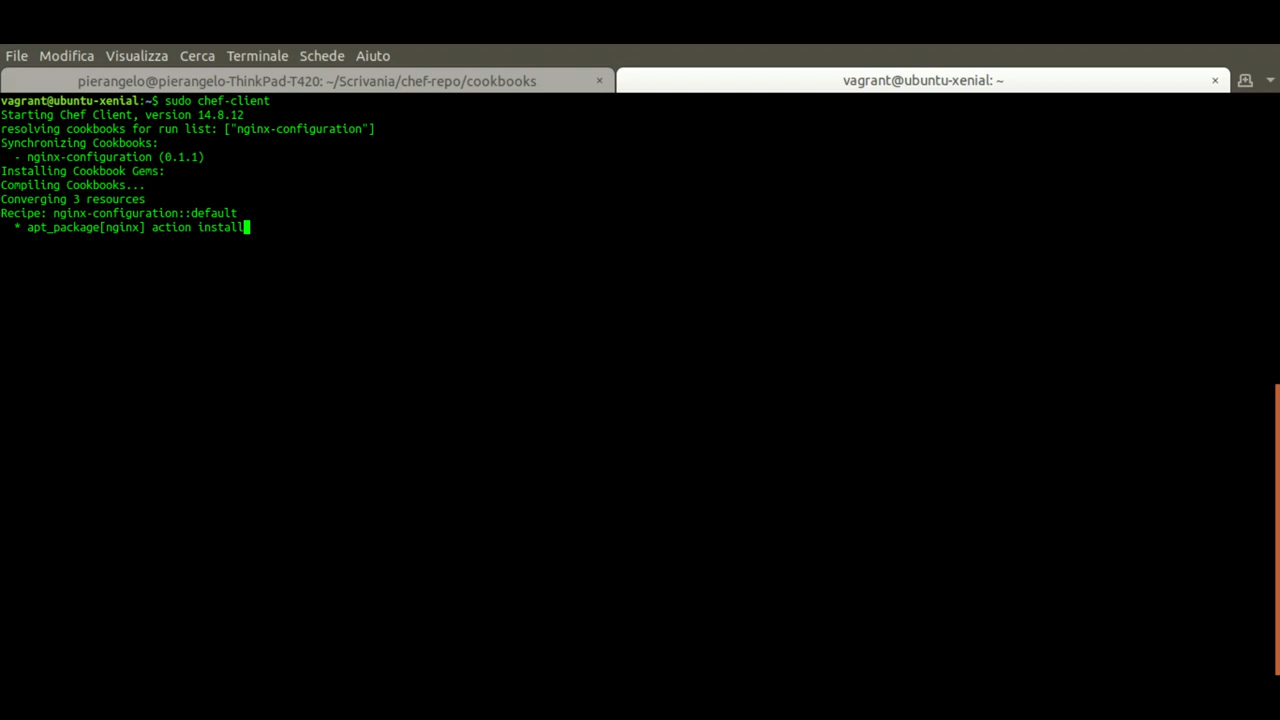 File Modifica Visualizza Cerca Terminale Schede Aiuto
pierangelo@pierangelo-ThinkPad-T420: ~/Scrivania/chef-repo/cookbooks × vagrant@ubuntu-xenial: ~ ×
vagrant@ubuntu-xenial:~$ sudo chef-client
Starting Chef Client, version 14.8.12
resolving cookbooks for run list: ["nginx-configuration"]
Synchronizing Cookbooks:
  - nginx-configuration (0.1.1)
Installing Cookbook Gems:
Compiling Cookbooks...
Converging 3 resources
Recipe: nginx-configuration::default
  * apt_package[nginx] action install